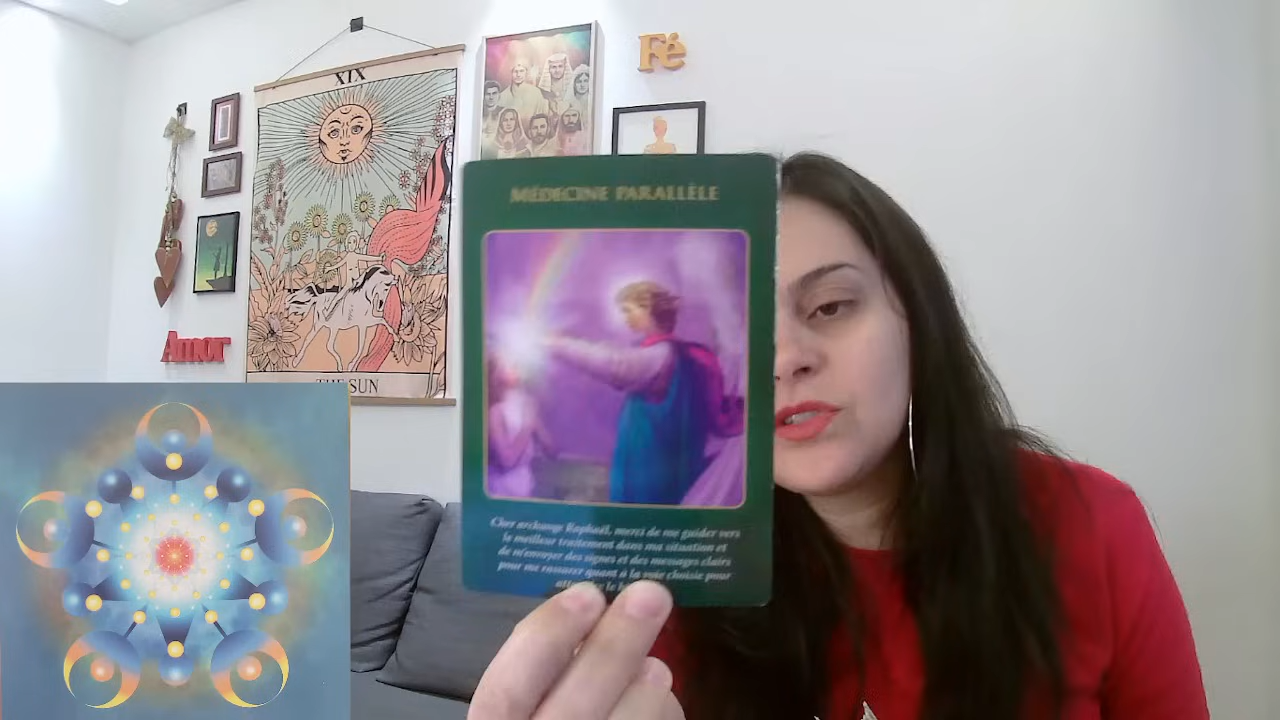 XIX
Fé
MÉDECINE PARALLÈLE
Amor
THE SUN
Cher archange Raphaël, merci de me guider vers
le meilleur traitement dans ma situation et
de m'envoyer des signes et des messages clairs
pour me rassurer quant à la voie choisie pour